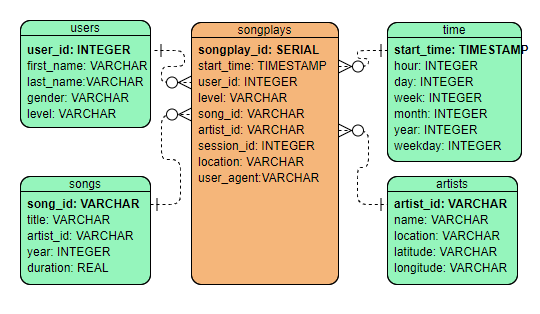 users
user_id: INTEGER
first_name: VARCHAR
last_name:VARCHAR
gender: VARCHAR
level: VARCHAR
songplays
songplay_id: SERIAL
start_time: TIMESTAMP
user_id: INTEGER
level: VARCHAR
song_id: VARCHAR
artist_id: VARCHAR
session_id: INTEGER
location: VARCHAR
user_agent:VARCHAR
time
start_time: TIMESTAMP
hour: INTEGER
day: INTEGER
week: INTEGER
month: INTEGER
year: INTEGER
weekday: INTEGER
songs
song_id: VARCHAR
title: VARCHAR
artist_id: VARCHAR
year: INTEGER
duration: REAL
artists
artist_id: VARCHAR
name: VARCHAR
location: VARCHAR
latitude: VARCHAR
longitude: VARCHAR